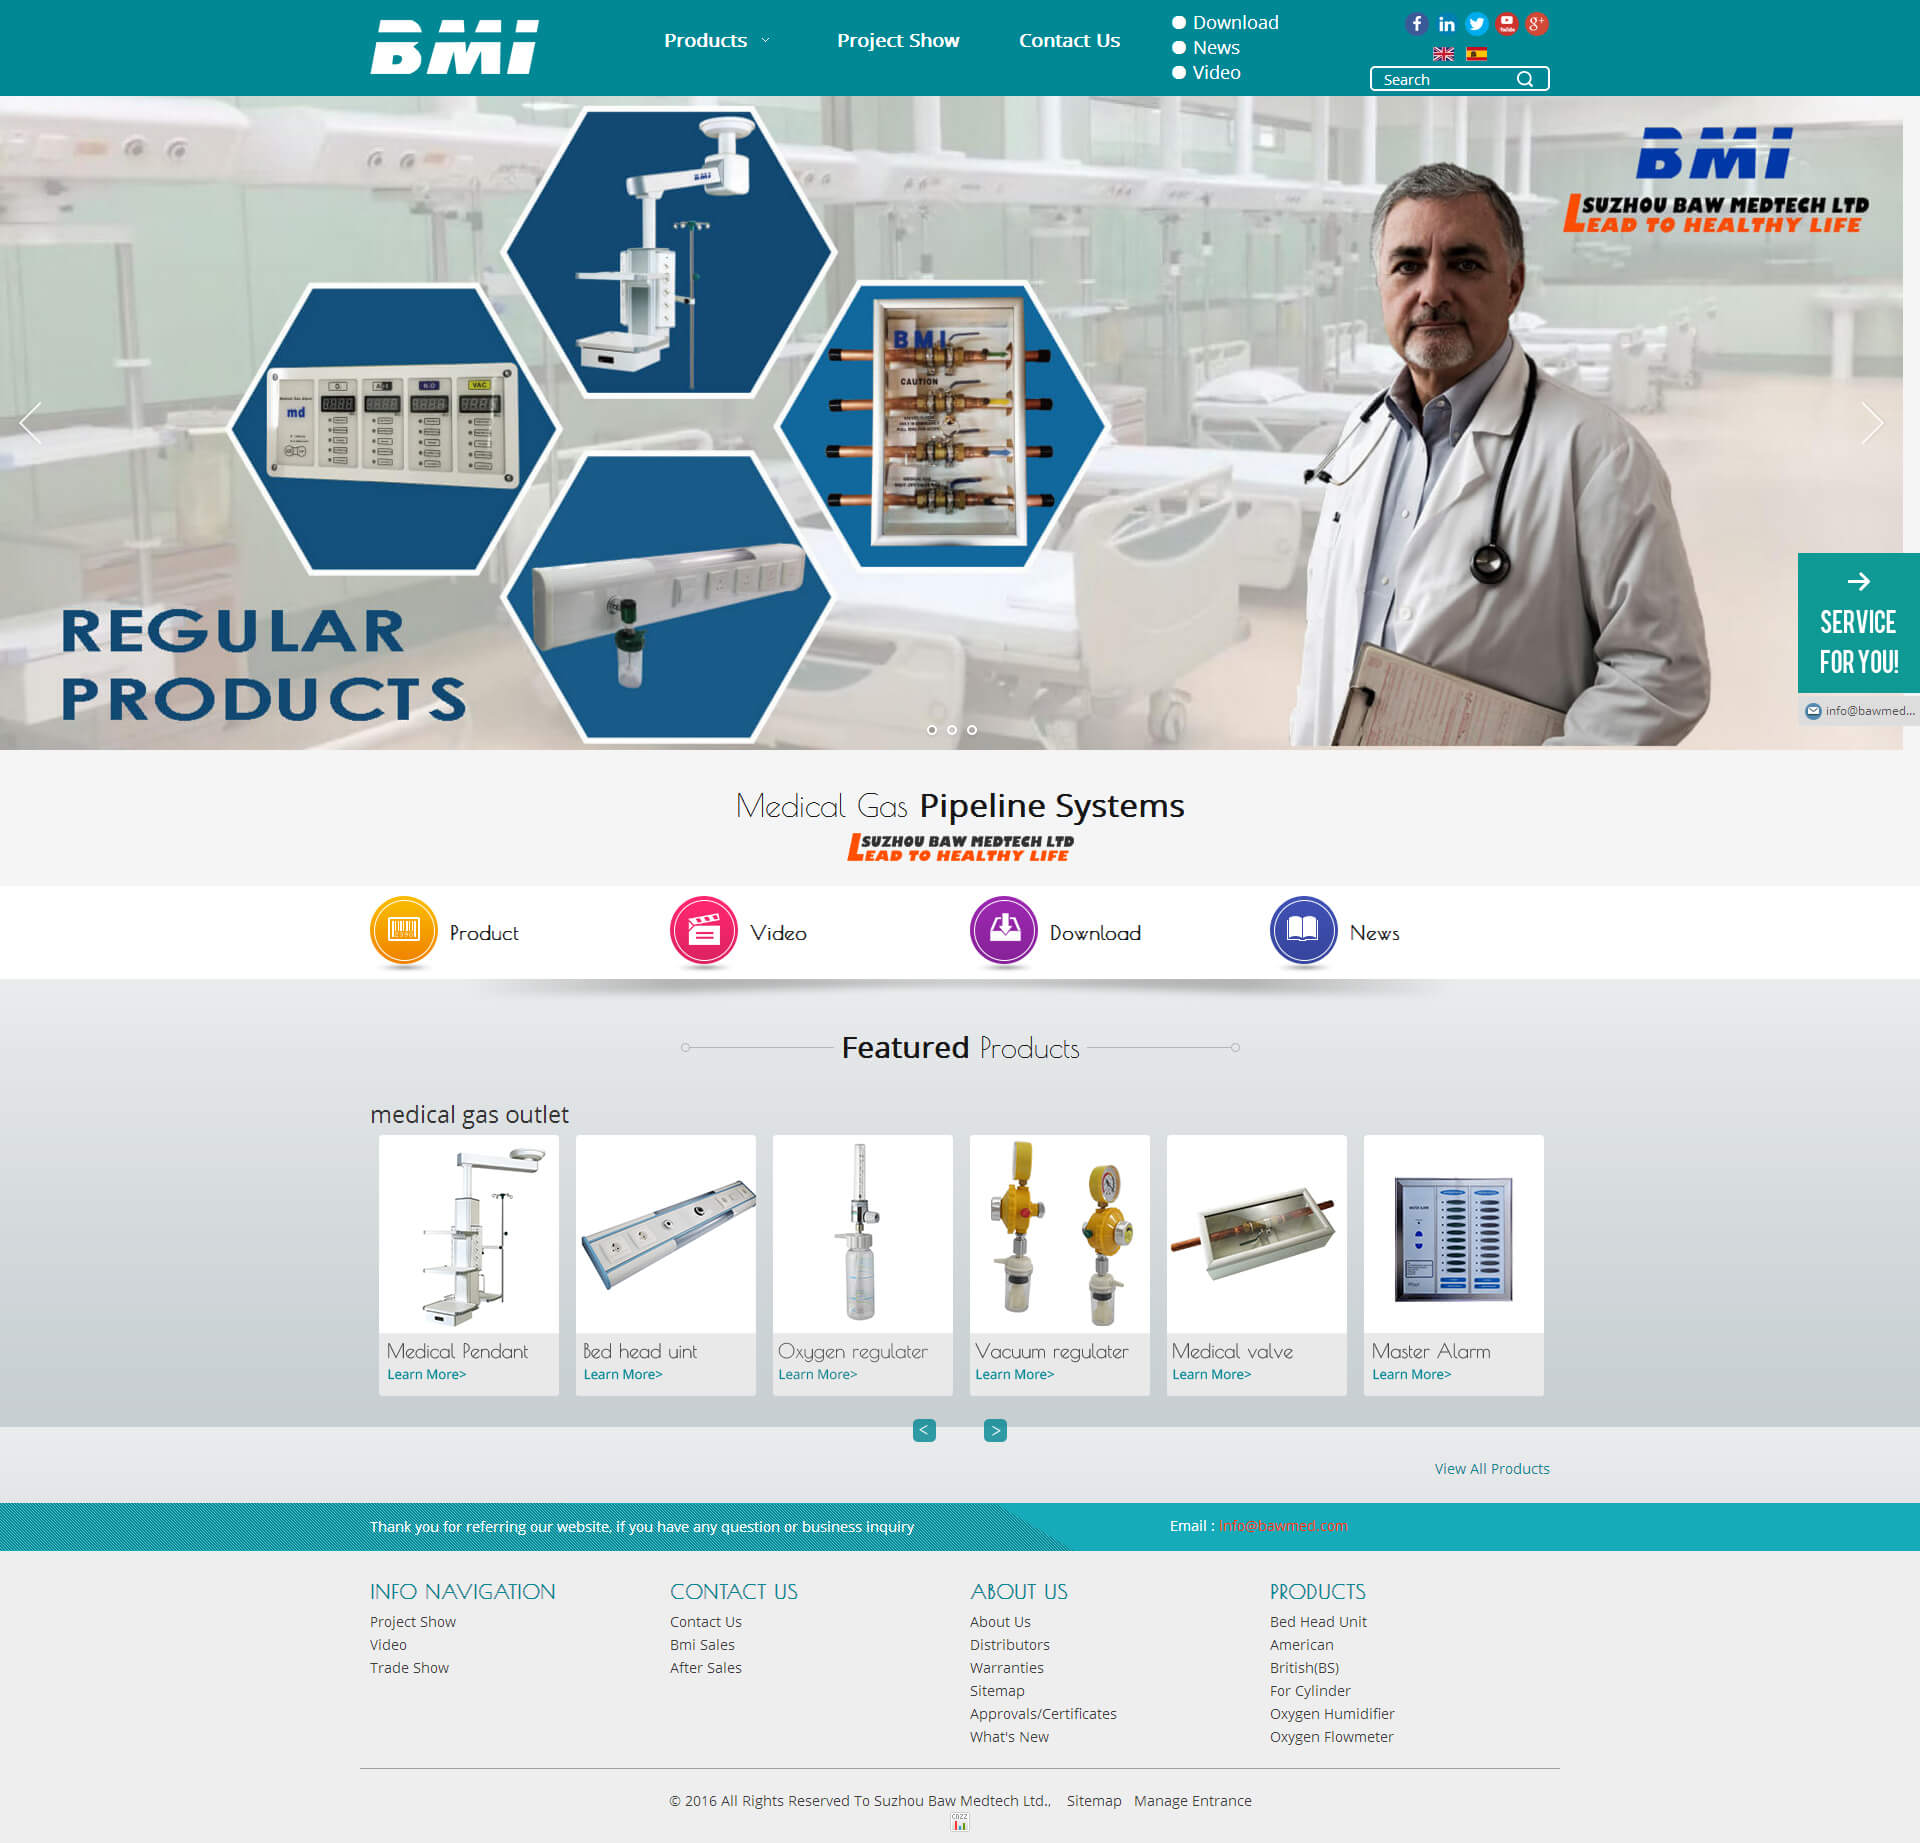 BMI
Products
Project Show
Contact Us
Download
News
Video
Search
BMI
SUZHOU BAW MEDTECH LTD
LEAD TO HEALTHY LIFE
BMI
BMI
CAUTION
md
VAC
REGULAR
PRODUCTS
SERVICE
FOR YOU!
info@bawmed...
Medical Gas Pipeline Systems
SUZHOU BAW MEDTECH LTD
LEAD TO HEALTHY LIFE
Product
Video
Download
News
Featured Products
medical gas outlet
Medical Pendant
Learn More>
Bed head uint
Learn More>
Oxygen regulater
Learn More>
Vacuum regulater
Learn More>
Medical valve
Learn More>
Master Alarm
Learn More>
<
>
View All Products
Thank you for referring our website, if you have any question or business inquiry
Email : Info@bawmed.com
INFO NAVIGATION
Project Show
Video
Trade Show
CONTACT US
Contact Us
Bmi Sales
After Sales
ABOUT US
About Us
Distributors
Warranties
Sitemap
Approvals/Certificates
What's New
PRODUCTS
Bed Head Unit
American
British(BS)
For Cylinder
Oxygen Humidifier
Oxygen Flowmeter
© 2016 All Rights Reserved To Suzhou Baw Medtech Ltd., Sitemap Manage Entrance